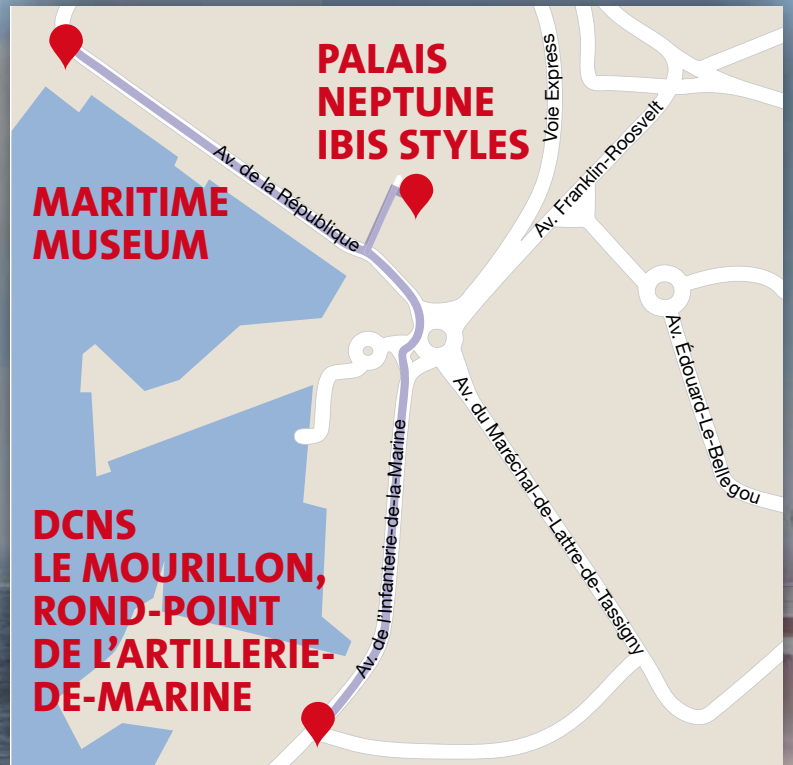 PALAIS
NEPTUNE
IBIS STYLES
Voie Express
Av. Franklin-Roosvelt
Av. de la République
MARITIME
MUSEUM
Av. Édouard-Le-Bellegou
Av. du Maréchal-de-Lattre-de-Tassigny
Av. de l'Infanterie-de-la-Marine
DCNS
LE MOURILLON,
ROND-POINT
DE L'ARTILLERIE-
DE-MARINE